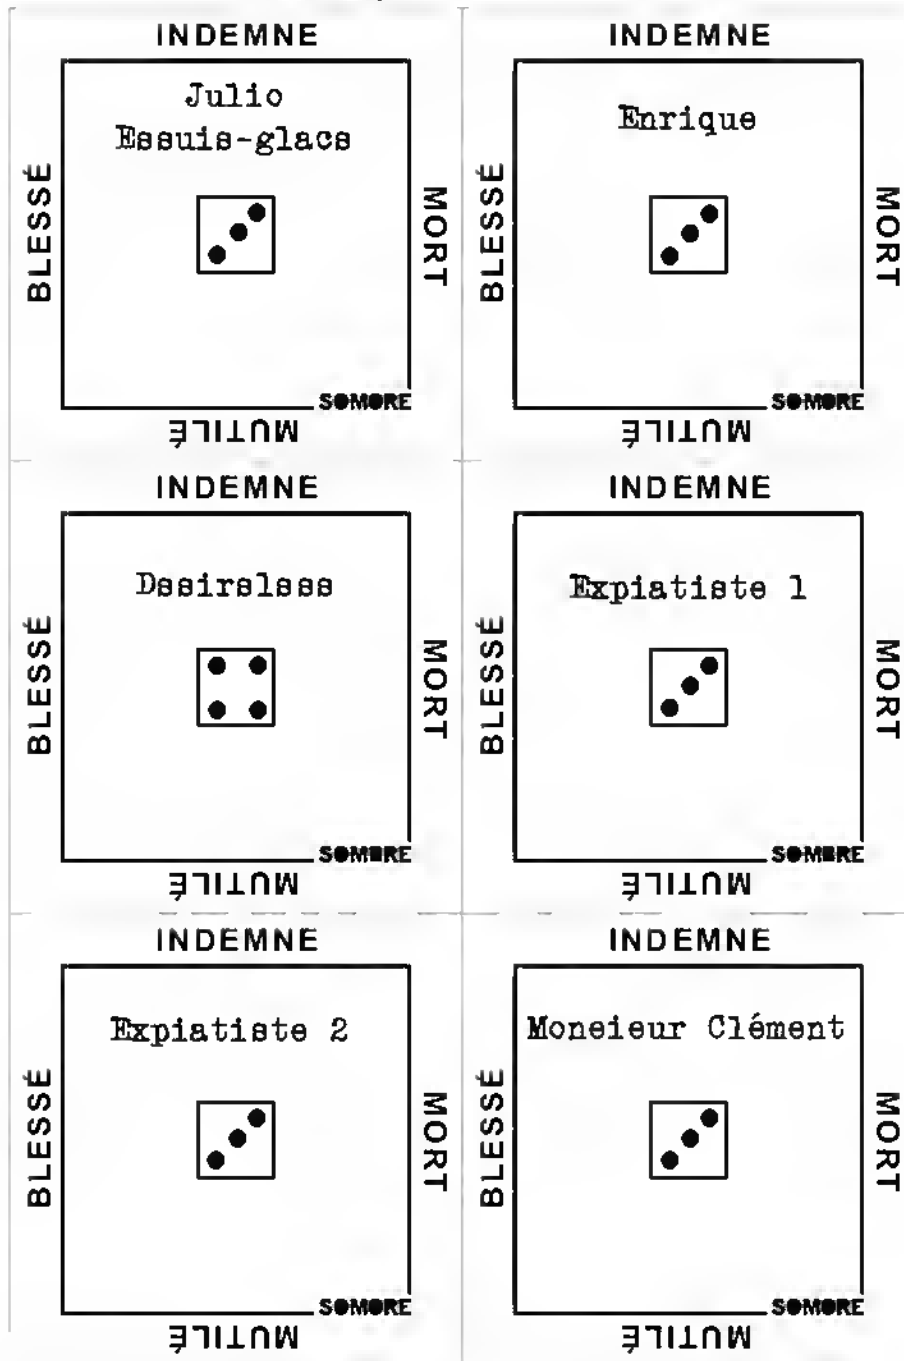 INDEMNE
Julio
Essuie-glace
BLESSÉ
MORT
SOMBRE
MUTILÉ
INDEMNE
Enrique
BLESSÉ
MORT
SOMBRE
MUTILÉ
INDEMNE
Desireless
BLESSÉ
MORT
SOMBRE
MUTILÉ
INDEMNE
Expiatiste 1
BLESSÉ
MORT
SOMBRE
MUTILÉ
INDEMNE
Expiatiste 2
BLESSÉ
MORT
SOMBRE
MUTILÉ
INDEMNE
Monsieur Clément
BLESSÉ
MORT
SOMBRE
MUTILÉ